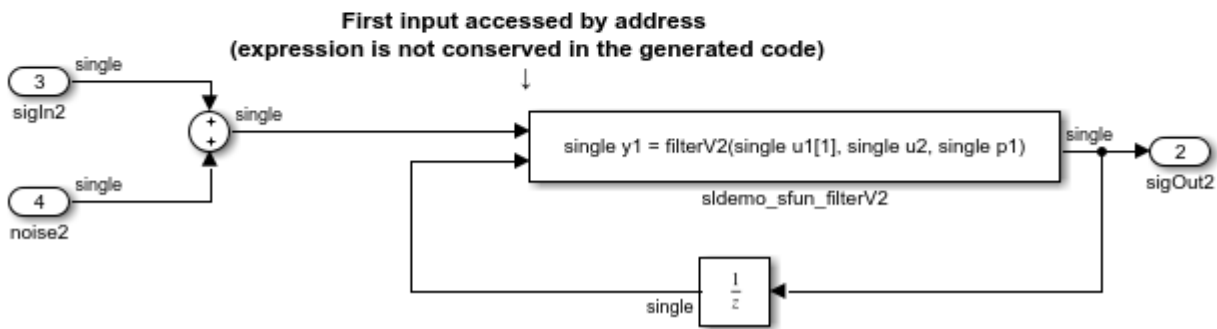 First input accessed by address
(expression is not conserved in the generated code)
↓
single
3
sigIn2
+
+
single
single
4
noise2
single y1 = filterV2(single u1[1], single u2, single p1)
sldemo_sfun_filterV2
single
2
sigOut2
1
z
single